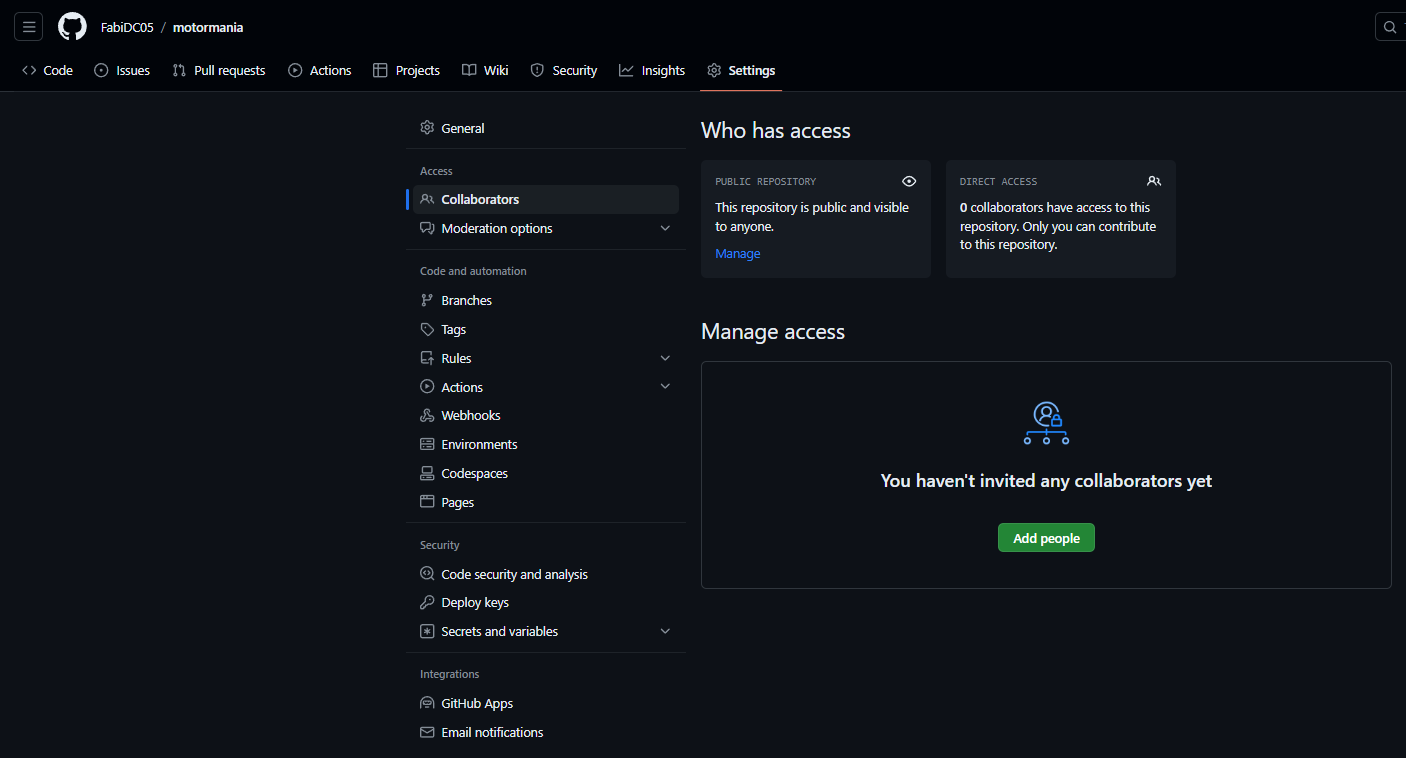 FabiDC05 / motormania
Code Issues Pull requests Actions Projects Wiki Security Insights Settings
General
Access
Collaborators
Moderation options
Code and automation
Branches
Tags
Rules
Actions
Webhooks
Environments
Codespaces
Pages
Security
Code security and analysis
Deploy keys
Secrets and variables
Integrations
GitHub Apps
Email notifications
Who has access
PUBLIC REPOSITORY
This repository is public and visible
to anyone.
Manage
DIRECT ACCESS
0 collaborators have access to this
repository. Only you can contribute
to this repository.
Manage access
You haven't invited any collaborators yet
Add people